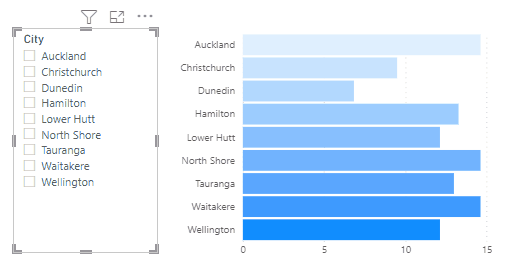 City
Auckland
Christchurch
Dunedin
Hamilton
Lower Hutt
North Shore
Tauranga
Waitakere
Wellington
Auckland
Christchurch
Dunedin
Hamilton
Lower Hutt
North Shore
Tauranga
Waitakere
Wellington
0 5 10 15